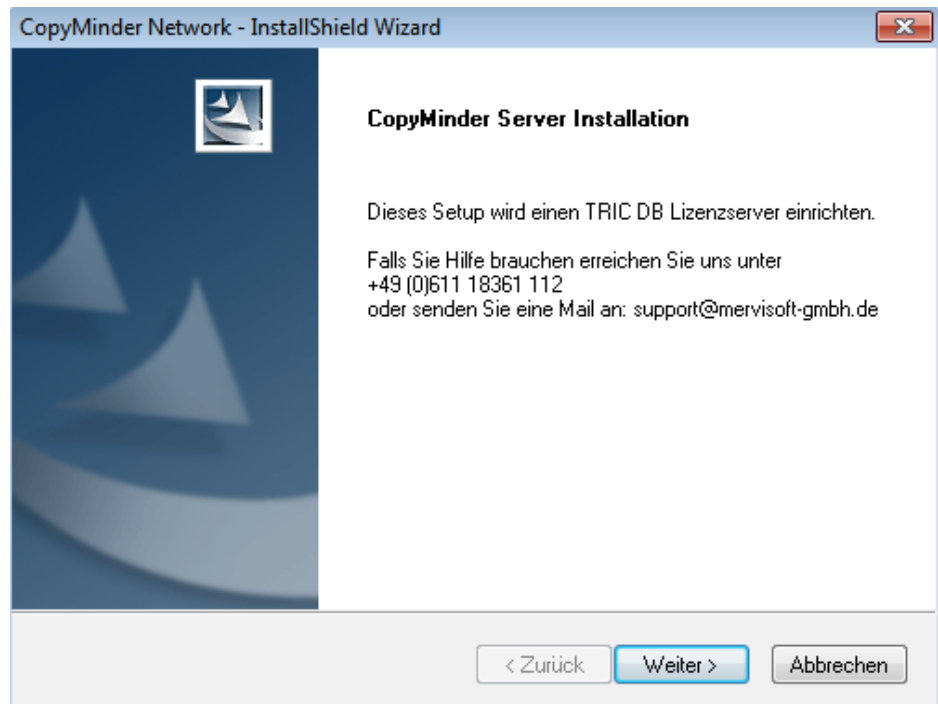 CopyMinder Network - InstallShield Wizard
CopyMinder Server Installation
Dieses Setup wird einen TRIC DB Lizenzserver einrichten.
Falls Sie Hilfe brauchen erreichen Sie uns unter
+49 (0)611 18361 112
oder senden Sie eine Mail an: support@mervisoft-gmbh.de
< Zurück Weiter > Abbrechen